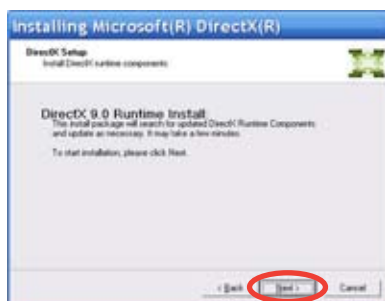 Installing Microsoft(R) DirectX(R)
DirectX Setup
Install DirectX runtime components
DirectX 9.0 Runtime Install
This install package will search for updated DirectX Runtime Components
and update as necessary. It may take a few minutes.
To start installation, please click Next.
< Back
Next >
Cancel